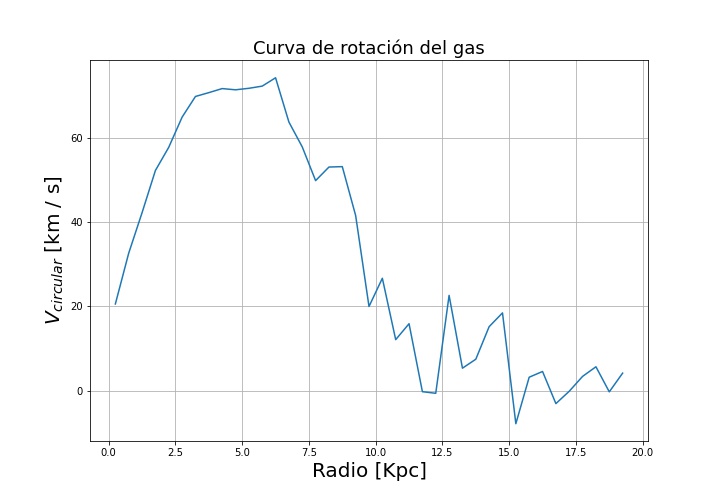 Curva de rotación del gas
V_circular [km / s]
60
40
20
0
0.0 2.5 5.0 7.5 10.0 12.5 15.0 17.5 20.0
Radio [Kpc]